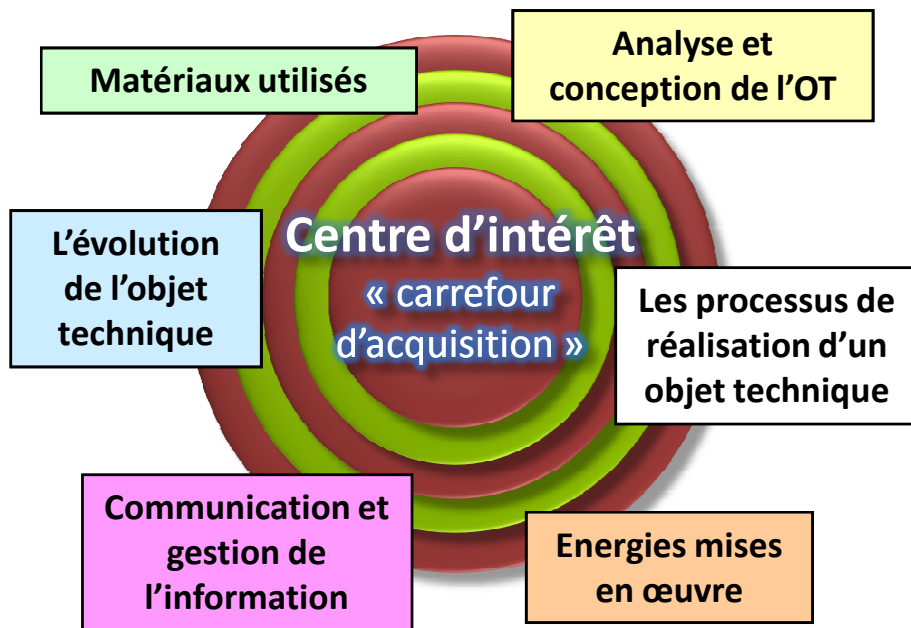 Matériaux utilisés
Analyse et
conception de l’OT
L’évolution
de l’objet
technique
Centre d’intérêt
« carrefour
d’acquisition »
Les processus de
réalisation d’un
objet technique
Communication et
gestion de
l’information
Energies mises
en œuvre